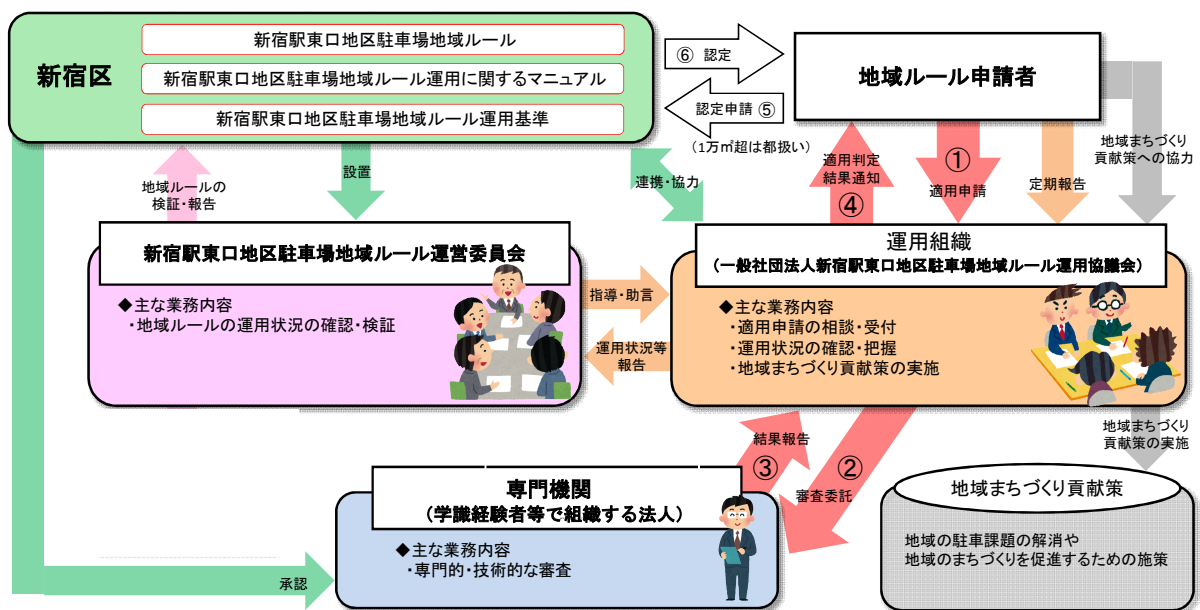 新宿区
新宿駅東口地区駐車場地域ルール
新宿駅東口地区駐車場地域ルール運用に関するマニュアル
新宿駅東口地区駐車場地域ルール運用基準
⑥ 認定
認定申請 ⑤
(1万㎡超は都扱い)
地域ルール申請者
地域ルールの
検証・報告
設置
連携・協力
適用判定
結果通知
④
①
適用申請
定期報告
地域まちづくり
貢献策への協力
新宿駅東口地区駐車場地域ルール運営委員会
◆主な業務内容
・地域ルールの運用状況の確認・検証
指導・助言
運用状況等
報告
運用組織
(一般社団法人新宿駅東口地区駐車場地域ルール運用協議会)
◆主な業務内容
・適用申請の相談・受付
・運用状況の確認・把握
・地域まちづくり貢献策の実施
結果報告
③
②
審査委託
地域まちづくり
貢献策の実施
専門機関
(学識経験者等で組織する法人)
◆主な業務内容
・専門的・技術的な審査
承認
地域まちづくり貢献策
地域の駐車課題の解消や
地域のまちづくりを促進するための施策